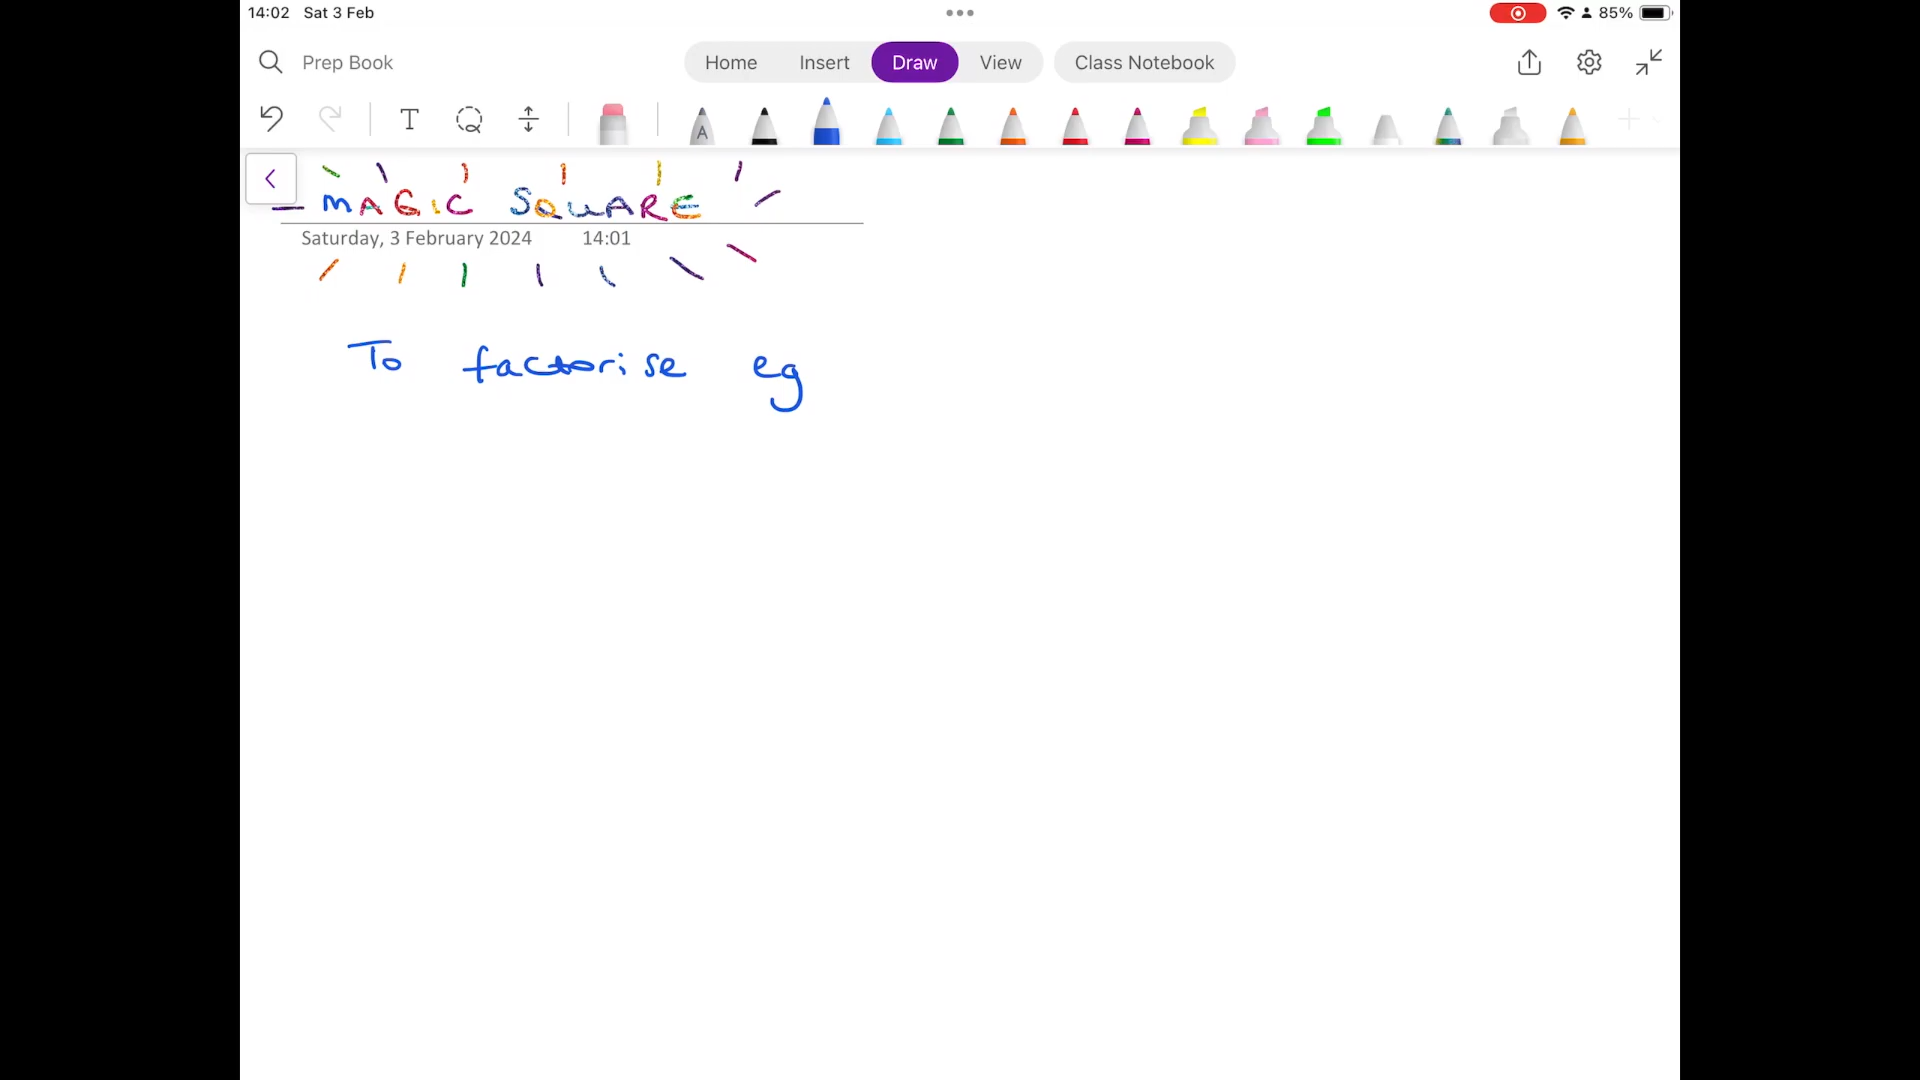 14:02 Sat 3 Feb 85%
Prep Book Home Insert Draw View Class Notebook
T A
MAGIC SQUARE
Saturday, 3 February 2024 14:01
To factorise eg